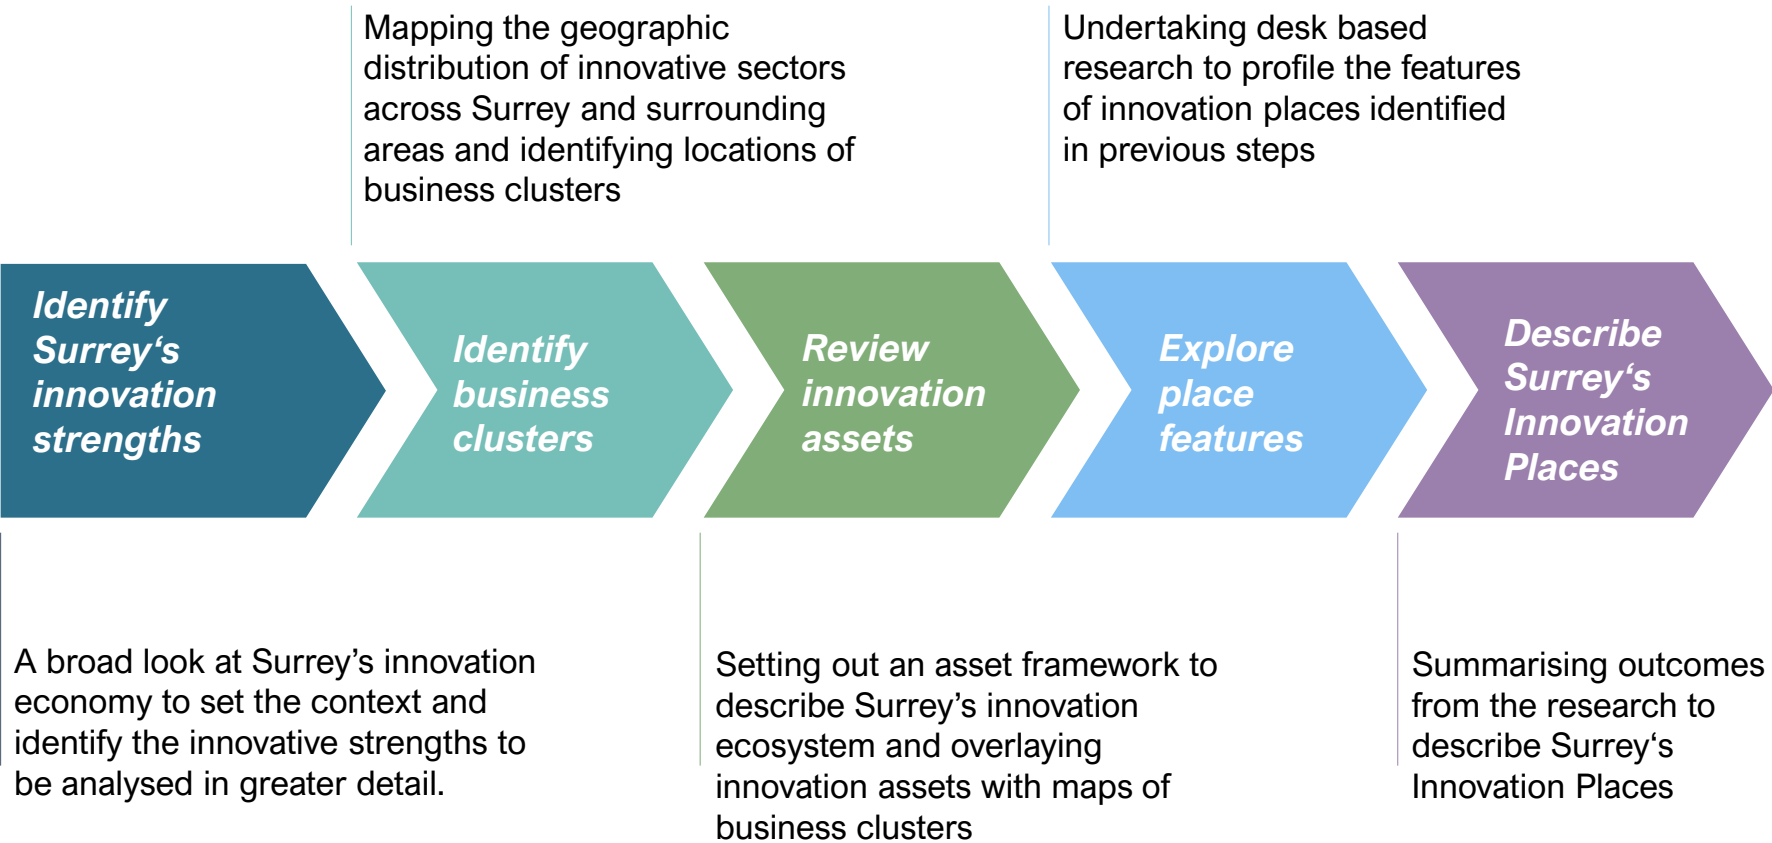 Mapping the geographic
distribution of innovative sectors
across Surrey and surrounding
areas and identifying locations of
business clusters
Undertaking desk based
research to profile the features
of innovation places identified
in previous steps
Identify
Surrey‘s
innovation
strengths
Identify
business
clusters
Review
innovation
assets
Explore
place
features
Describe
Surrey‘s
Innovation
Places
A broad look at Surrey’s innovation
economy to set the context and
identify the innovative strengths to
be analysed in greater detail.
Setting out an asset framework to
describe Surrey’s innovation
ecosystem and overlaying
innovation assets with maps of
business clusters
Summarising outcomes
from the research to
describe Surrey‘s
Innovation Places